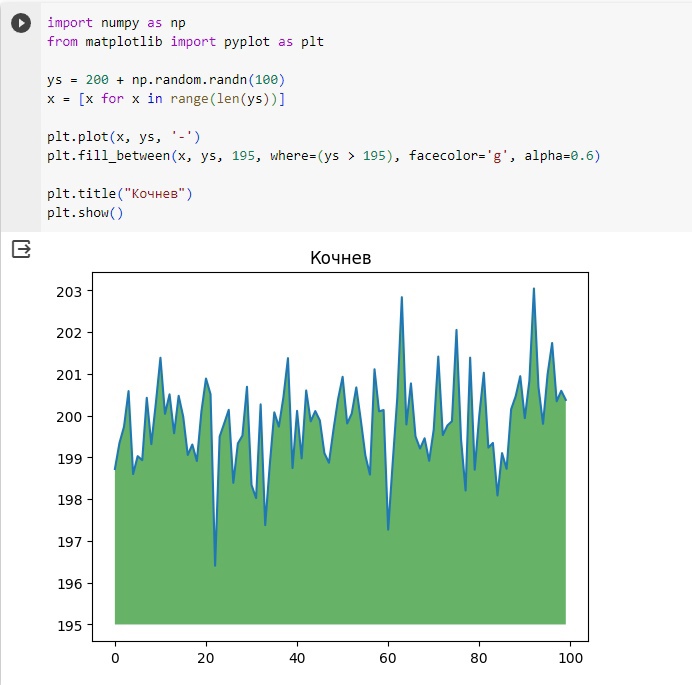 import numpy as np
from matplotlib import pyplot as plt
ys = 200 + np.random.randn(100)
x = [x for x in range(len(ys))]
plt.plot(x, ys, '-')
plt.fill_between(x, ys, 195, where=(ys > 195), facecolor='g', alpha=0.6)
plt.title("Кочнев")
plt.show()
Кочнев
203
202
201
200
199
198
197
196
195
0 20 40 60 80 100